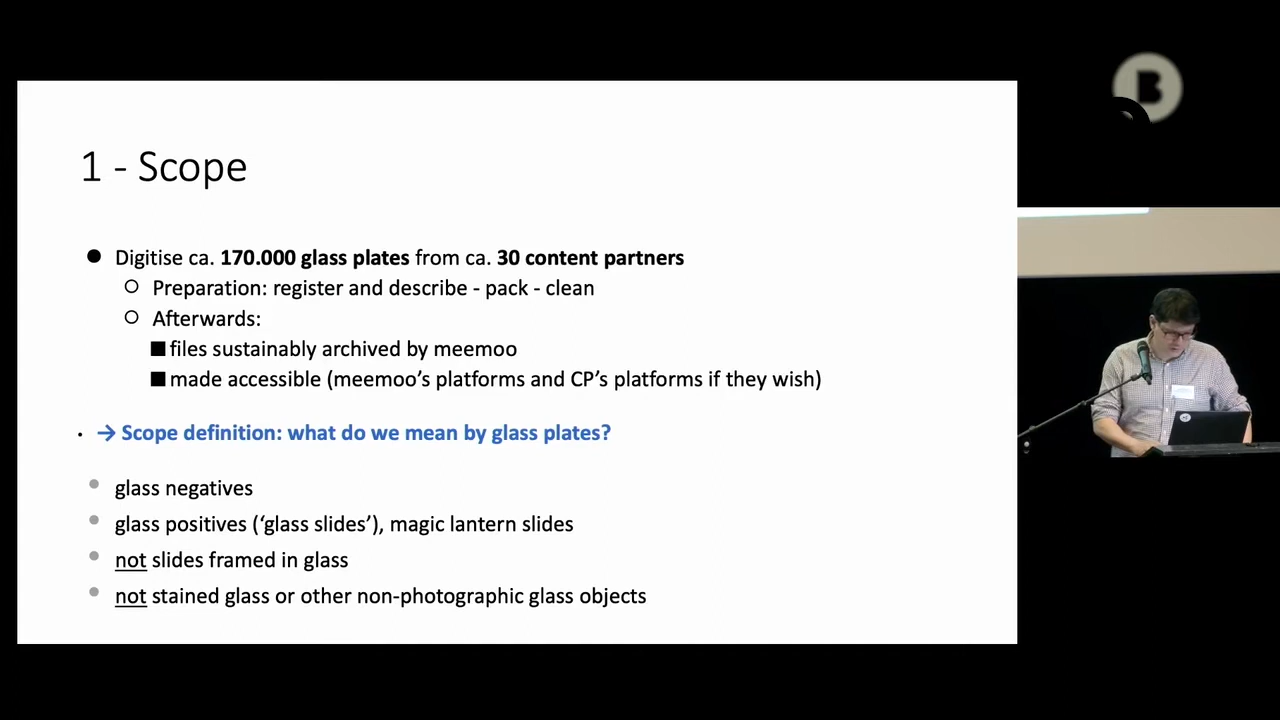 B
1 - Scope
● Digitise ca. 170.000 glass plates from ca. 30 content partners
○ Preparation: register and describe - pack - clean
○ Afterwards:
■ files sustainably archived by meemoo
■ made accessible (meemoo’s platforms and CP’s platforms if they wish)
• → Scope definition: what do we mean by glass plates?
• glass negatives
• glass positives (‘glass slides’), magic lantern slides
• not slides framed in glass
• not stained glass or other non-photographic glass objects